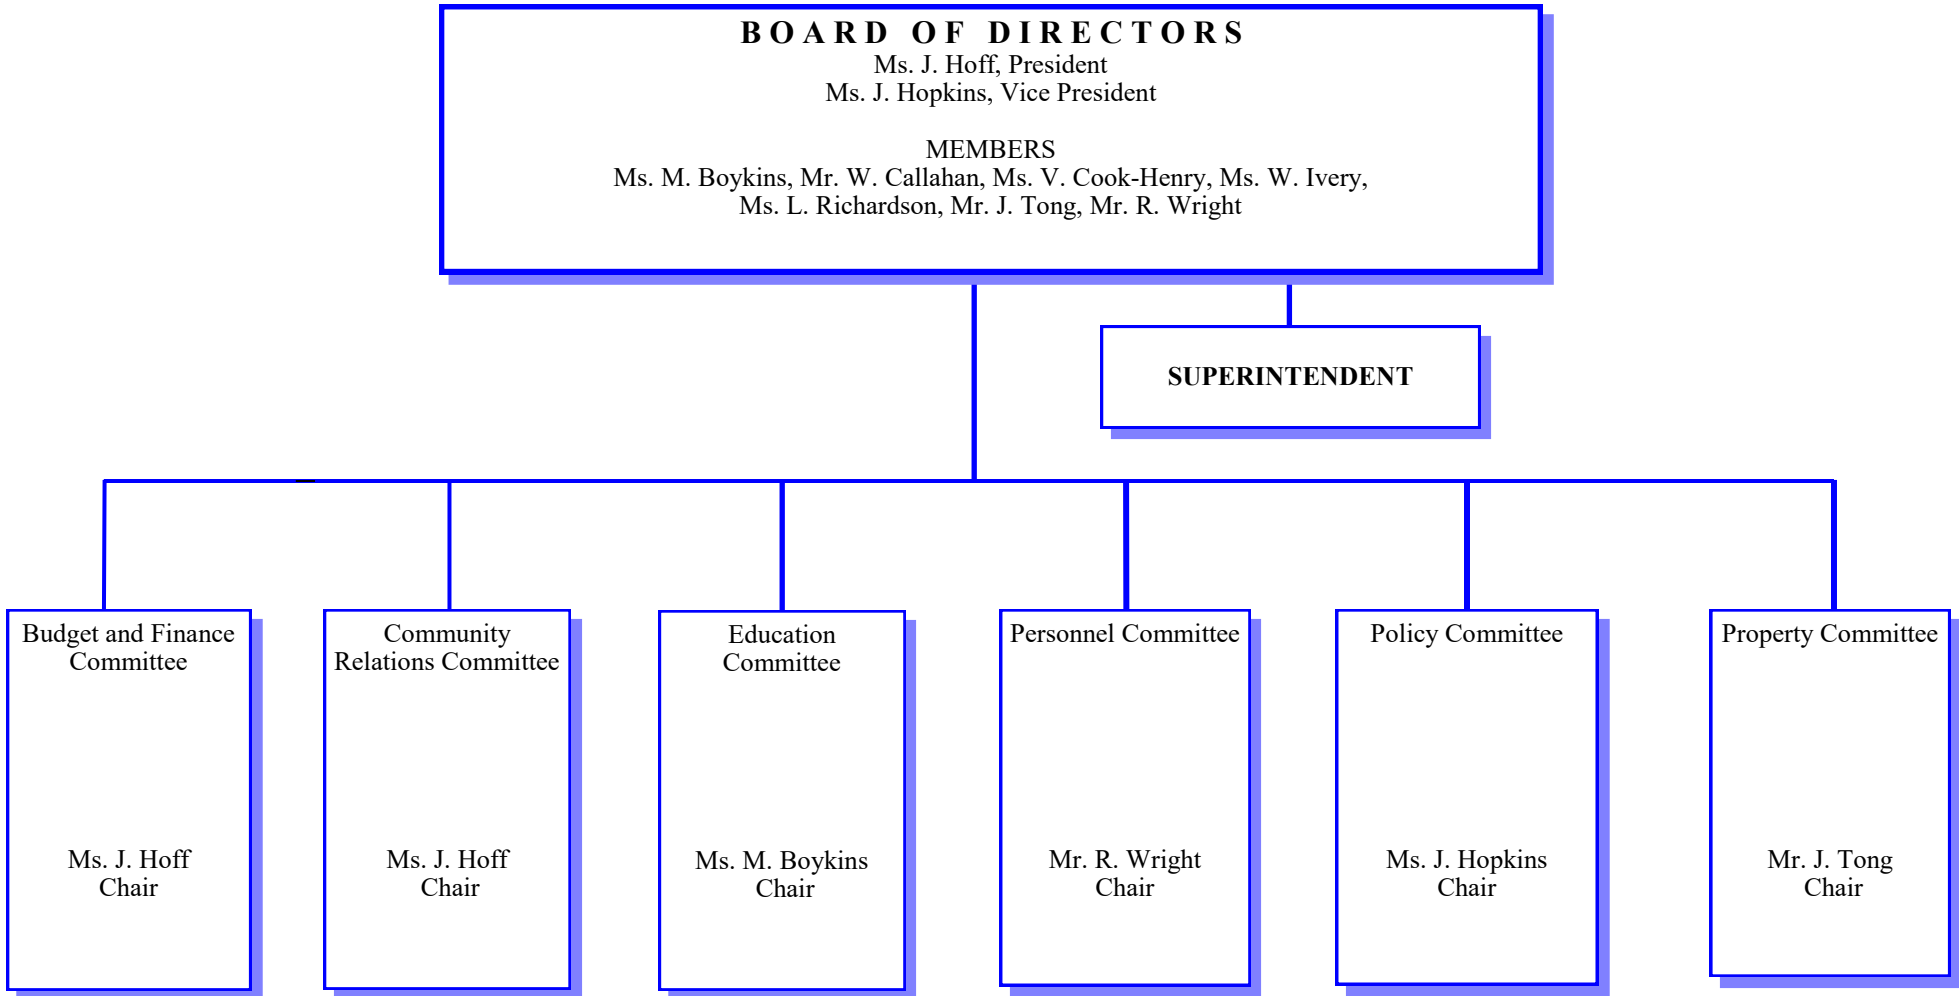 BOARD OF DIRECTORS
Ms. J. Hoff, President
Ms. J. Hopkins, Vice President
MEMBERS
Ms. M. Boykins, Mr. W. Callahan, Ms. V. Cook-Henry, Ms. W. Ivery,
Ms. L. Richardson, Mr. J. Tong, Mr. R. Wright
SUPERINTENDENT
Budget and Finance
Committee
Ms. J. Hoff
Chair
Community
Relations Committee
Ms. J. Hoff
Chair
Education
Committee
Ms. M. Boykins
Chair
Personnel Committee
Mr. R. Wright
Chair
Policy Committee
Ms. J. Hopkins
Chair
Property Committee
Mr. J. Tong
Chair